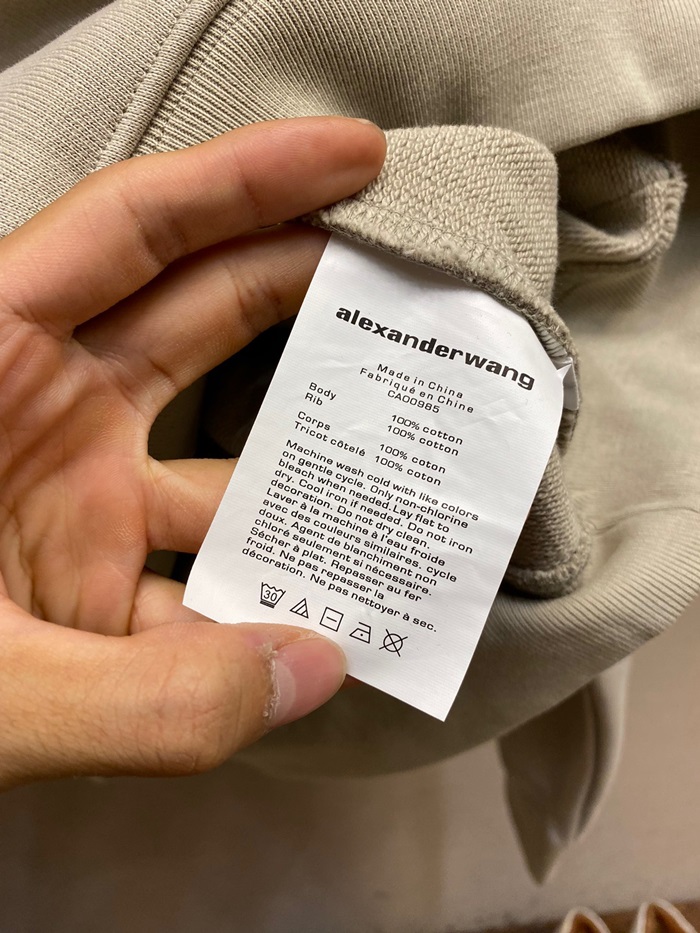 alexanderwang
Made in China
Fabriqué en Chine
CA00985
Body 100% cotton
Rib 100% cotton
Corps 100% coton
Tricot côtelé 100% coton
Machine wash cold with like colors
on gentle cycle. Only non-chlorine
bleach when needed. Lay flat to
dry. Cool iron if needed. Do not iron
decoration. Do not dry clean.
Laver à la machine à l'eau froide
avec des couleurs similaires. cycle
doux. Agent de blanchiment non
chloré seulement si nécessaire.
Sécher à plat. Repasser au fer
froid. Ne pas repasser la
décoration. Ne pas nettoyer à sec.
30